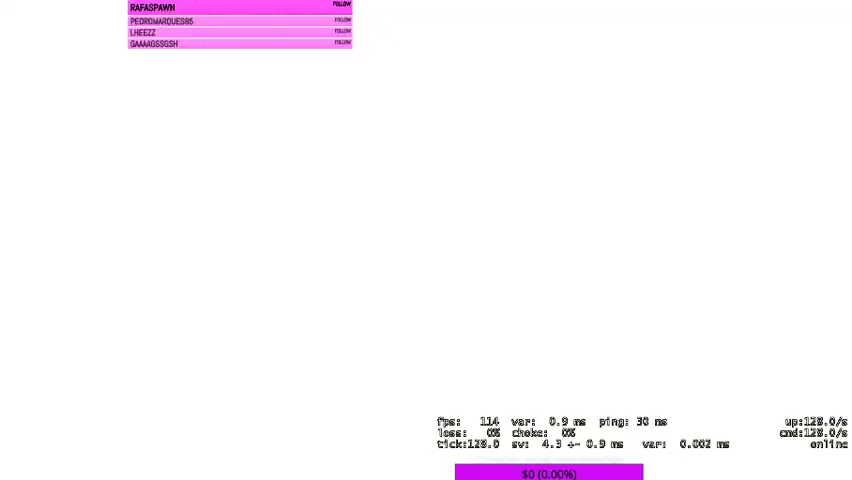 RAFASPAWN FOLLOW
PEDROMARQUES85 FOLLOW
LHEEZZ FOLLOW
GAAAAGSSGSH FOLLOW
fps: 114 var: 0.9 ms ping: 30 ms up:128.0/s
loss: 0% choke: 0% cmd:128.0/s
tick:128.0 sv: 4.3 +- 0.9 ms var: 0.002 ms online
$0 (0.00%)